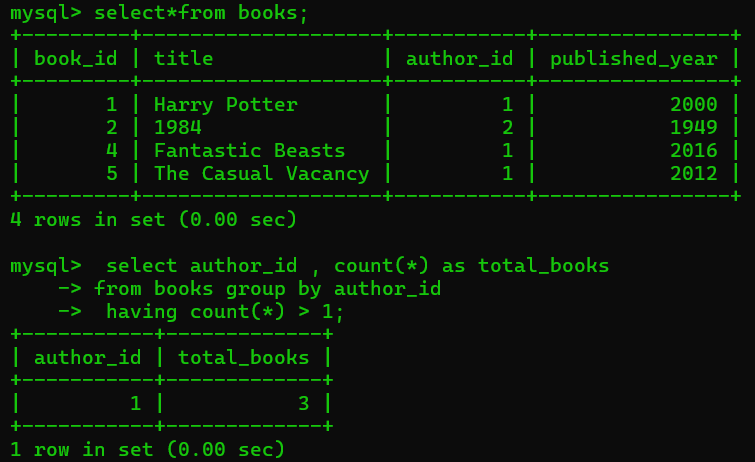 mysql> select*from books;
+---------+--------------------+-----------+----------------+
| book_id | title              | author_id | published_year |
+---------+--------------------+-----------+----------------+
|       1 | Harry Potter       |         1 |           2000 |
|       2 | 1984               |         2 |           1949 |
|       4 | Fantastic Beasts   |         1 |           2016 |
|       5 | The Casual Vacancy |         1 |           2012 |
+---------+--------------------+-----------+----------------+
4 rows in set (0.00 sec)

mysql>  select author_id , count(*) as total_books
    -> from books group by author_id
    ->  having count(*) > 1;
+-----------+-------------+
| author_id | total_books |
+-----------+-------------+
|         1 |           3 |
+-----------+-------------+
1 row in set (0.00 sec)